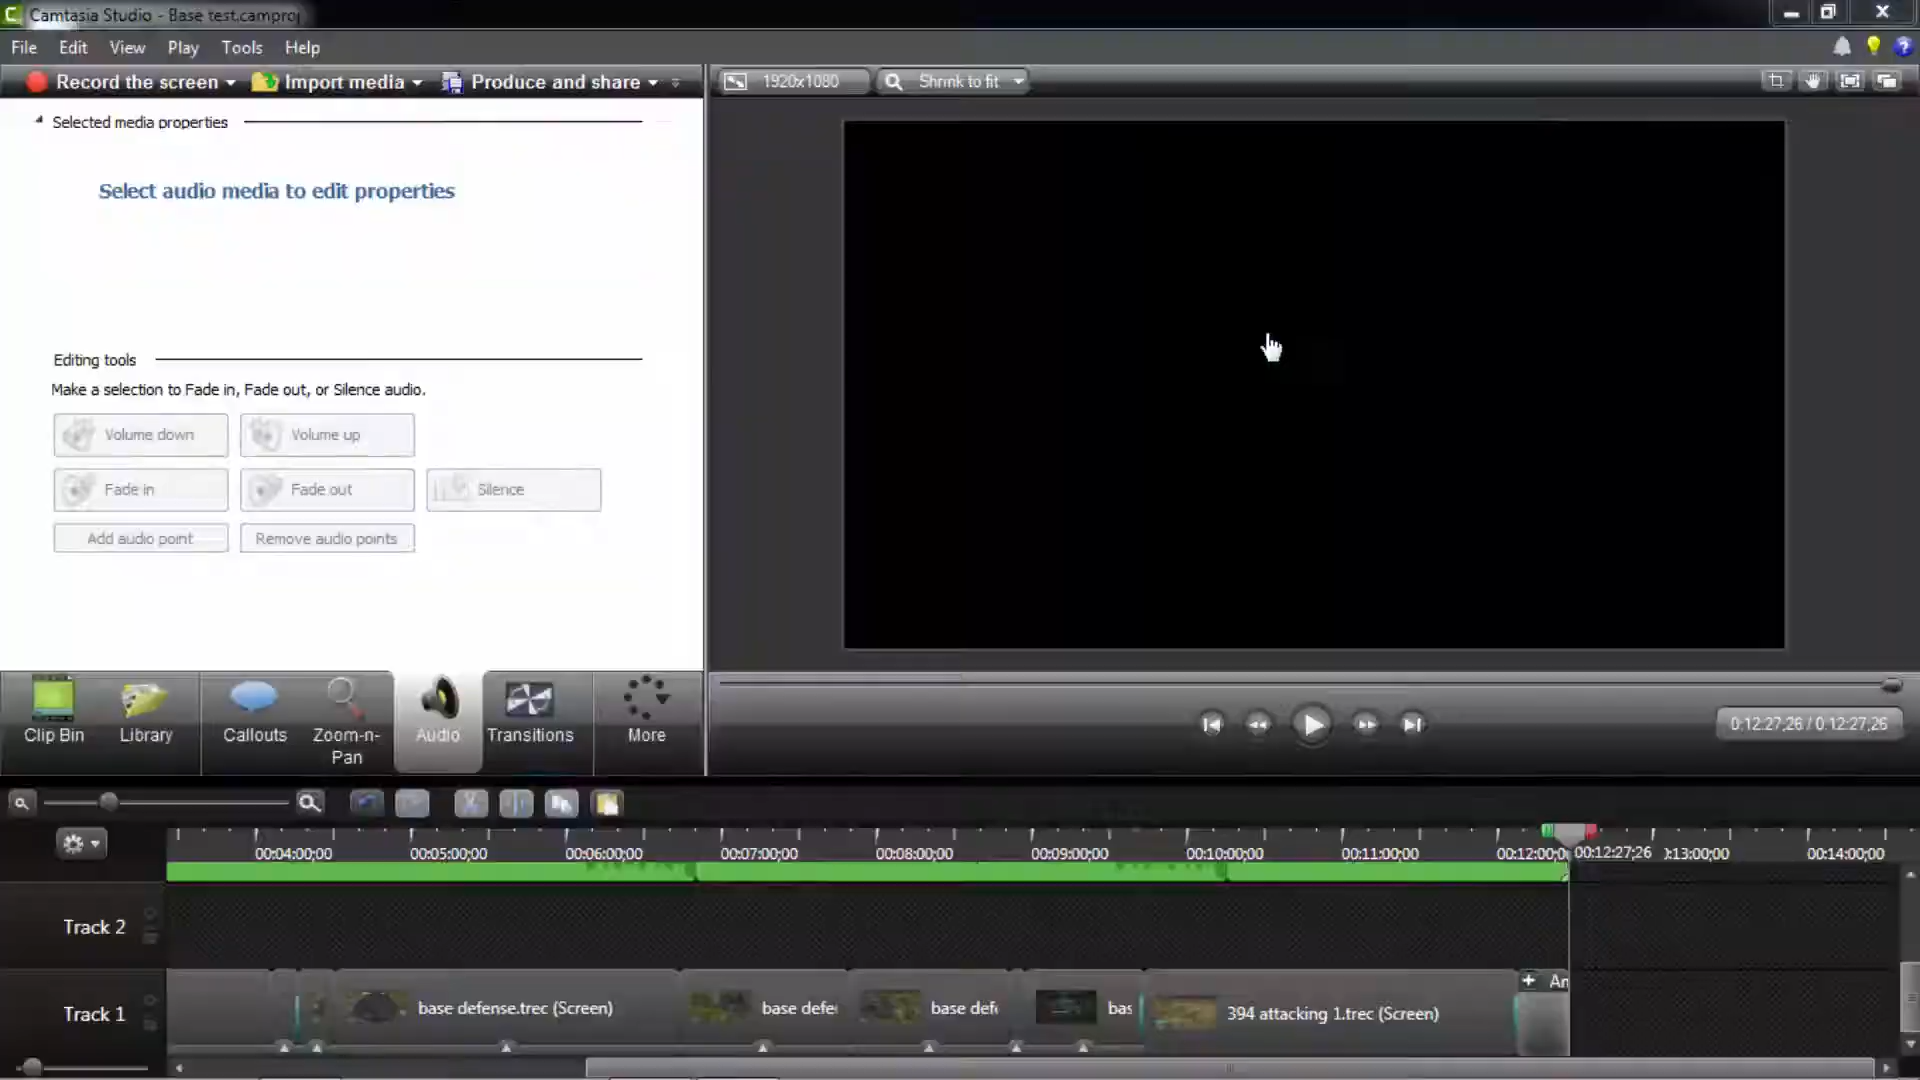 Camtasia Studio - Base test.camproj
File Edit View Play Tools Help
Record the screen Import media Produce and share
1920x1080 Shrink to fit
Selected media properties
Select audio media to edit properties
Editing tools
Make a selection to Fade in, Fade out, or Silence audio.
Volume down Volume up
Fade in Fade out Silence
Add audio point Remove audio points
Clip Bin Library Callouts Zoom-n-Pan Audio Transitions More
0:12:27;26 / 0:12:27;26
00:04:00;00 00:05:00;00 00:06:00;00 00:07:00;00 00:08:00;00 00:09:00;00 00:10:00;00 00:11:00;00 00:12:00;0 00:12:27;26 :13:00;00 00:14:00;00
Track 2
Track 1
base defense.trec (Screen) base defe base def bas 394 attacking 1.trec (Screen) + An